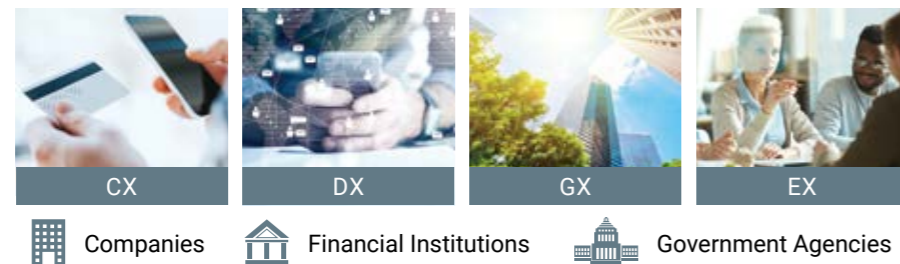 CX
DX
GX
EX
Companies
Financial Institutions
Government Agencies